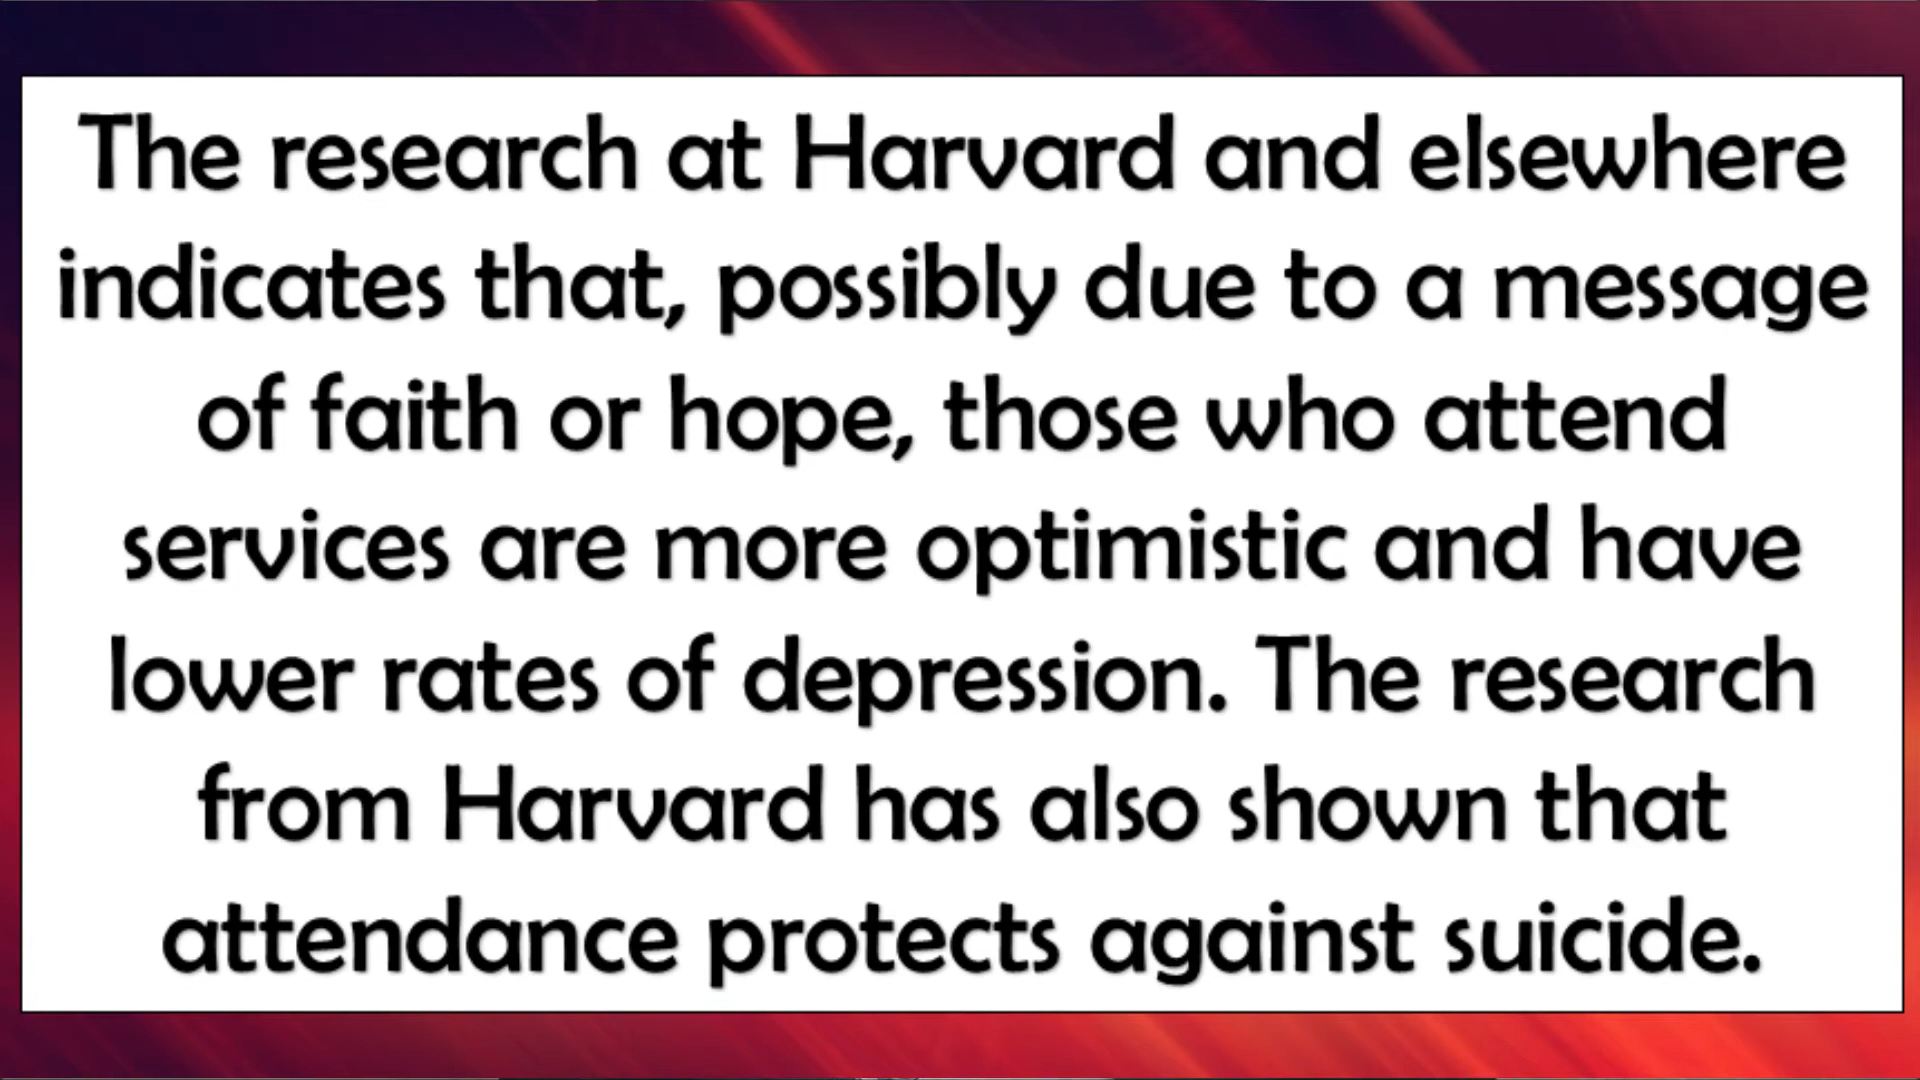 The research at Harvard and elsewhere
indicates that, possibly due to a message
of faith or hope, those who attend
services are more optimistic and have
lower rates of depression. The research
from Harvard has also shown that
attendance protects against suicide.